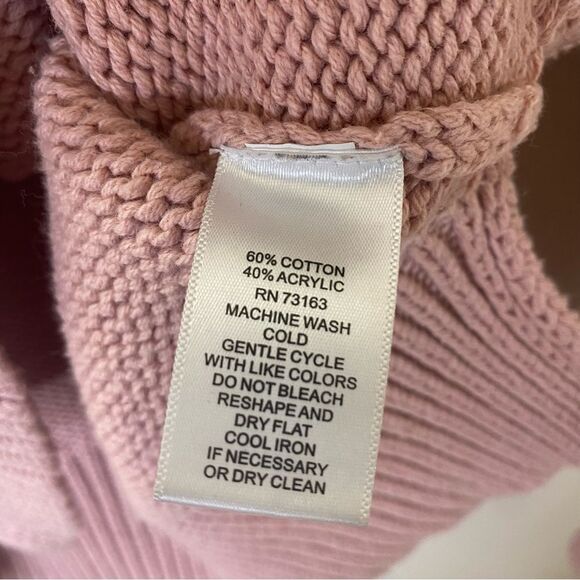 60% COTTON
40% ACRYLIC
RN 73163
MACHINE WASH
COLD
GENTLE CYCLE
WITH LIKE COLORS
DO NOT BLEACH
RESHAPE AND
DRY FLAT
COOL IRON
IF NECESSARY
OR DRY CLEAN